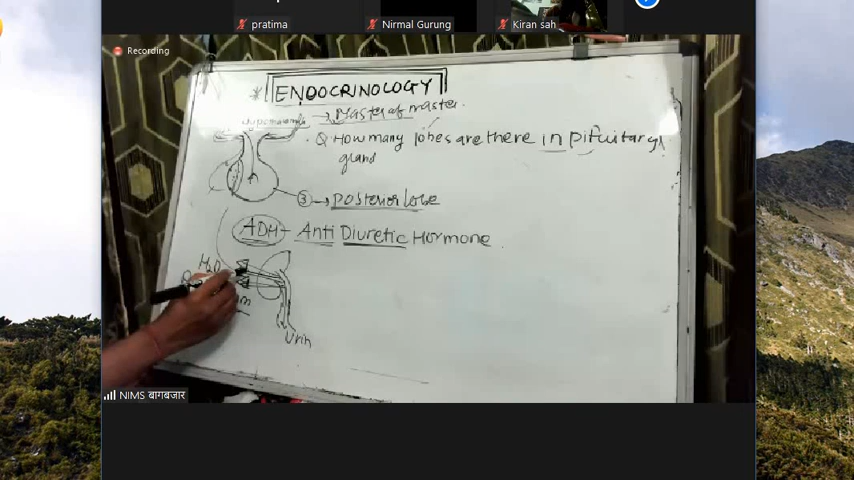 pratima
Nirmal Gurung
Kiran sah
Recording
* ENDOCRINOLOGY
→ Master of master.
Q. How many lobes are there in pituitary
gland
③ → Posterior lobe
ADH - Anti Diuretic Hormone
H2O
Urin
NIMS बागबजार